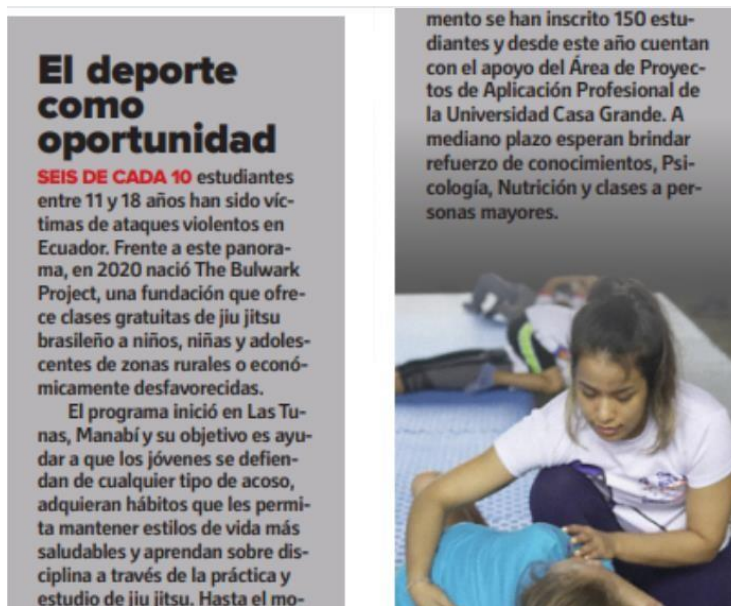 El deporte
como
oportunidad
SEIS DE CADA 10 estudiantes
entre 11 y 18 años han sido víc-
timas de ataques violentos en
Ecuador. Frente a este panora-
ma, en 2020 nació The Bulwark
Project, una fundación que ofre-
ce clases gratuitas de jiu jitsu
brasileño a niños, niñas y adoles-
centes de zonas rurales o econó-
micamente desfavorecidas.
El programa inició en Las Tu-
nas, Manabí y su objetivo es ayu-
dar a que los jóvenes se defien-
dan de cualquier tipo de acoso,
adquieran hábitos que les permi-
ta mantener estilos de vida más
saludables y aprendan sobre dis-
ciplina a través de la práctica y
estudio de jiu jitsu. Hasta el mo-
mento se han inscrito 150 estu-
diantes y desde este año cuentan
con el apoyo del Área de Proyec-
tos de Aplicación Profesional de
la Universidad Casa Grande. A
mediano plazo esperan brindar
refuerzo de conocimientos, Psi-
cología, Nutrición y clases a per-
sonas mayores.